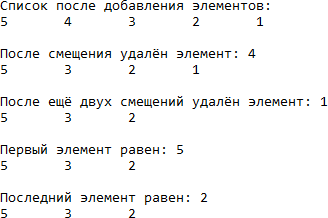 Список после добавления элементов:
5 4 3 2 1
После смещения удалён элемент: 4
5 3 2 1
После ещё двух смещений удалён элемент: 1
5 3 2
Первый элемент равен: 5
5 3 2
Последний элемент равен: 2
5 3 2